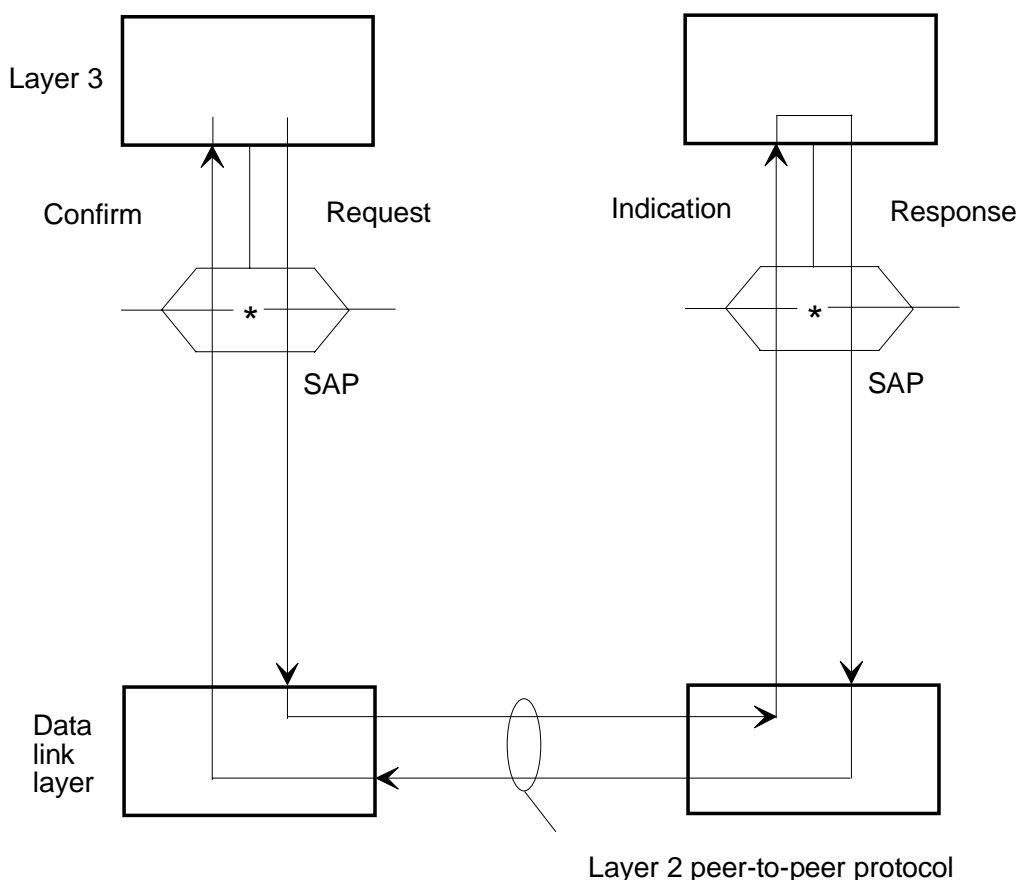 Layer 3
Confirm
Request
Indication
Response
*
*
SAP
SAP
Data
link
layer
Layer 2 peer-to-peer protocol